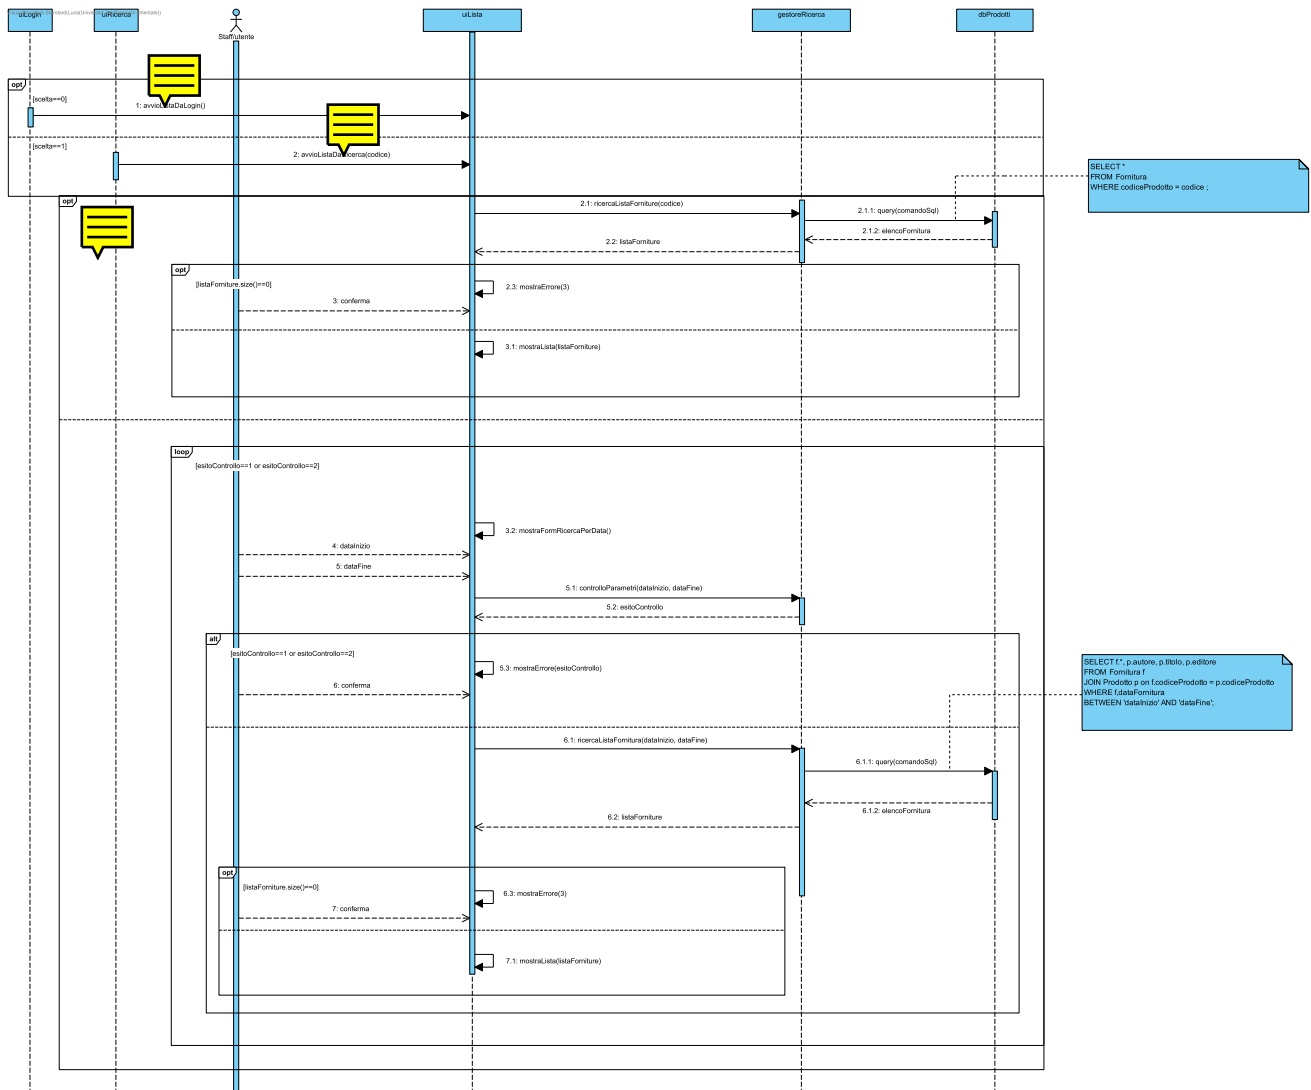 uiLogin
uiRicerca
Staff/utente
uiLista
gestoreRicerca
dbProdotti
opt
[scelta==0]
1: avvioListaDaLogin()
[scelta==1]
2: avvioListaDaRicerca(codice)
SELECT *
FROM Fornitura
WHERE codiceProdotto = codice ;
opt
2.1: ricercaListaForniture(codice)
2.1.1: query(comandoSql)
2.1.2: elencoFornitura
2.2: listaForniture
opt
[listaForniture.size()==0]
2.3: mostraErrore(3)
3: conferma
3.1: mostraLista(listaForniture)
loop
[esitoControllo==1 or esitoControllo==2]
3.2: mostraFormRicercaPerData()
4: dataInizio
5: dataFine
5.1: controlloParametri(dataInizio, dataFine)
5.2: esitoControllo
alt
[esitoControllo==1 or esitoControllo==2]
5.3: mostraErrore(esitoControllo)
6: conferma
SELECT f.*, p.autore, p.titolo, p.editore
FROM Fornitura f
JOIN Prodotto p on f.codiceProdotto = p.codiceProdotto
WHERE f,dataFornitura
BETWEEN 'dataInizio' AND 'dataFine';
6.1: ricercaListaFornitura(dataInizio, dataFine)
6.1.1: query(comandoSql)
6.1.2: elencoFornitura
6.2: listaForniture
opt
[listaForniture.size()==0]
6.3: mostraErrore(3)
7: conferma
7.1: mostraLista(listaForniture)